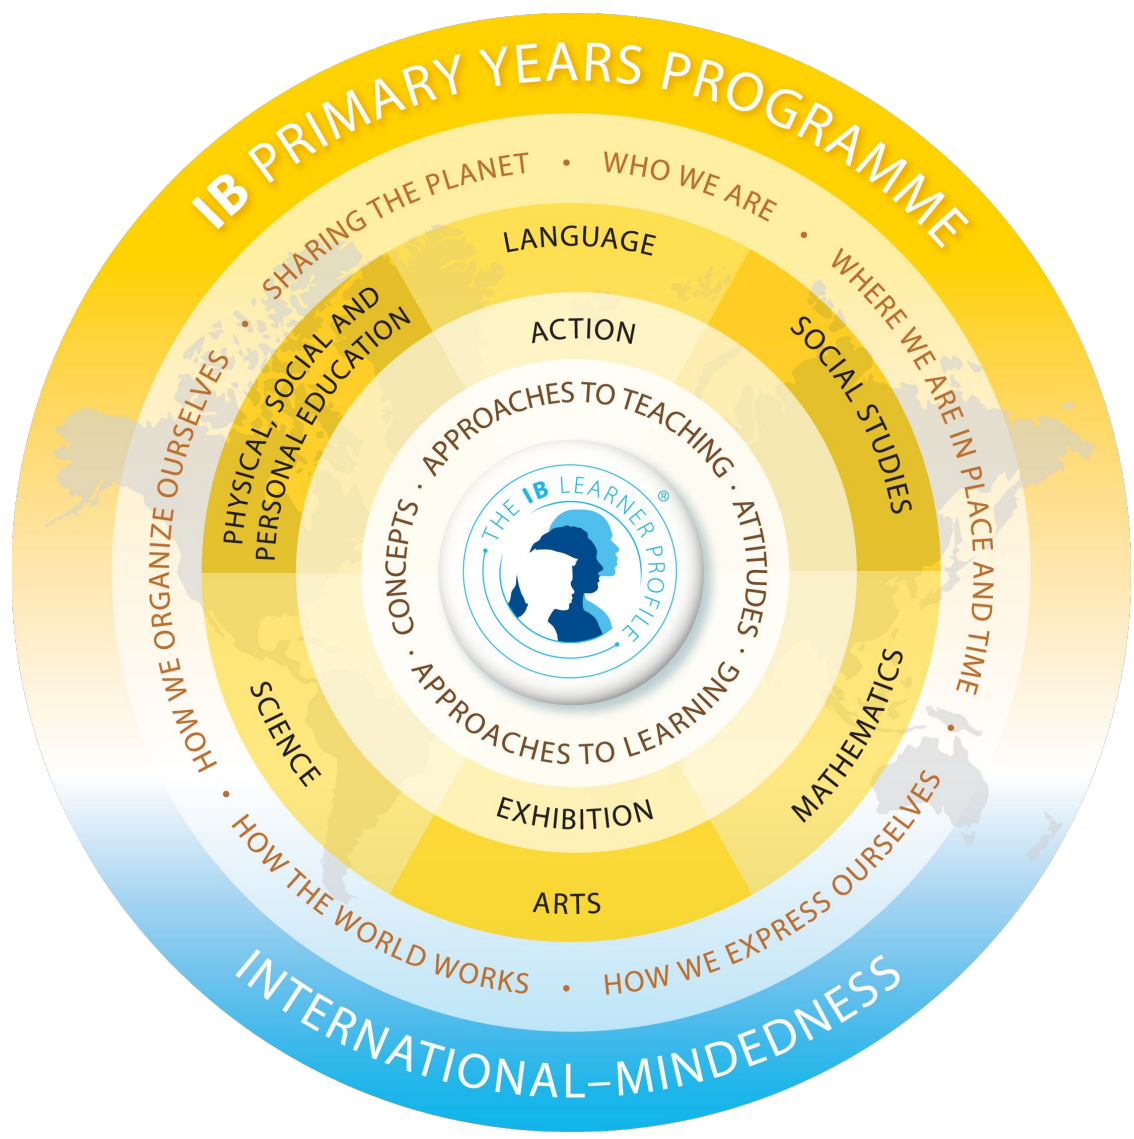 IB PRIMARY YEARS PROGRAMME
SHARING THE PLANET
•
WHO WE ARE
•
WHERE WE ARE IN PLACE AND TIME
•
HOW WE EXPRESS OURSELVES
•
HOW THE WORLD WORKS
•
HOW WE ORGANIZE OURSELVES
•
LANGUAGE
SOCIAL STUDIES
MATHEMATICS
ARTS
SCIENCE
PHYSICAL, SOCIAL AND
PERSONAL EDUCATION
ACTION
EXHIBITION
APPROACHES TO TEACHING ·
ATTITUDES ·
APPROACHES TO LEARNING ·
CONCEPTS ·
THE IB LEARNER PROFILE
®
INTERNATIONAL–MINDEDNESS